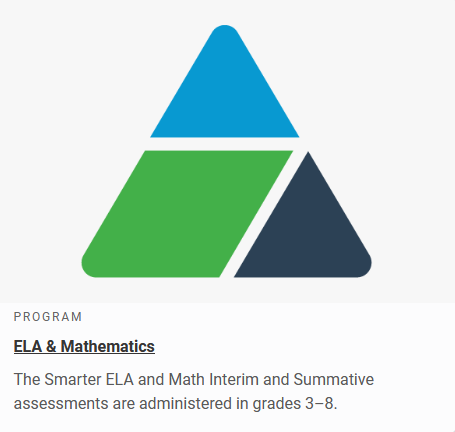 PROGRAM
ELA & Mathematics
The Smarter ELA and Math Interim and Summative
assessments are administered in grades 3–8.